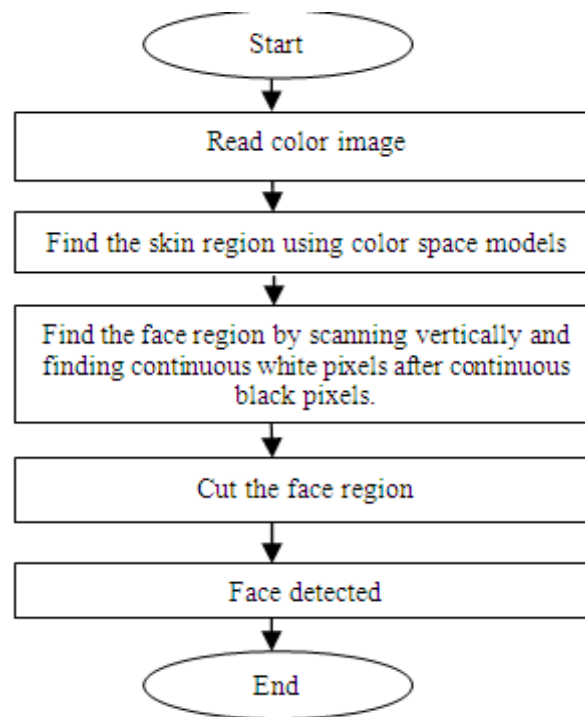 Start
Read color image
Find the skin region using color space models
Find the face region by scanning vertically and
finding continuous white pixels after continuous
black pixels.
Cut the face region
Face detected
End